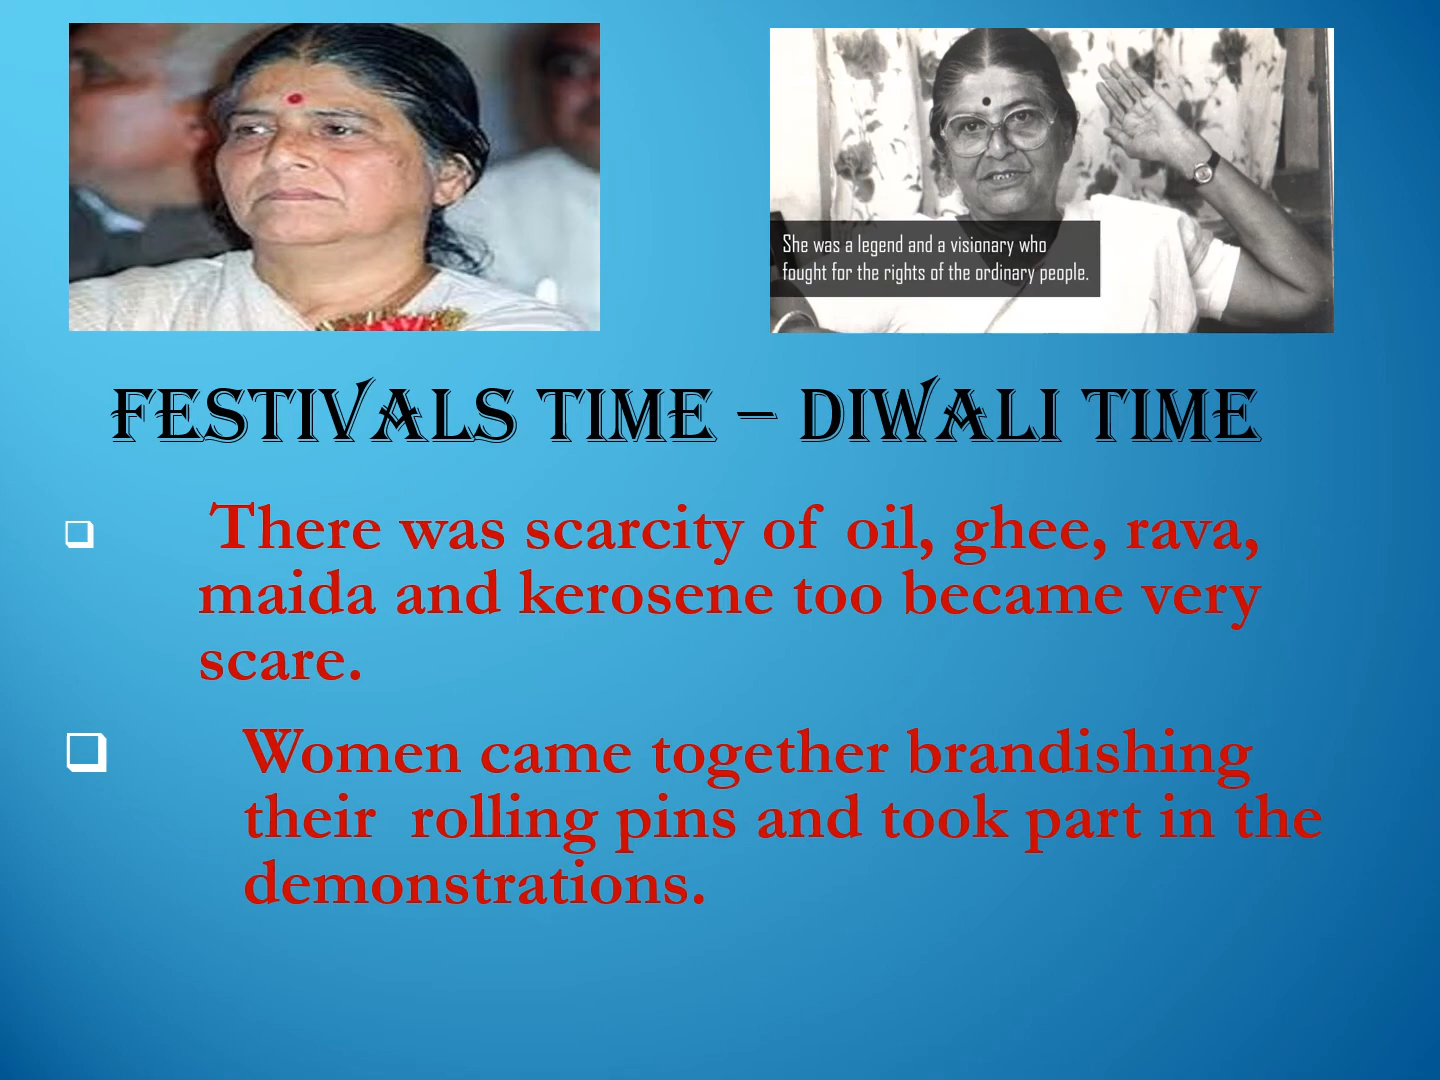 She was a legend and a visionary who
fought for the rights of the ordinary people.
FESTIVALS TIME – DIWALI TIME
There was scarcity of oil, ghee, rava,
maida and kerosene too became very
scare.
Women came together brandishing
their rolling pins and took part in the
demonstrations.